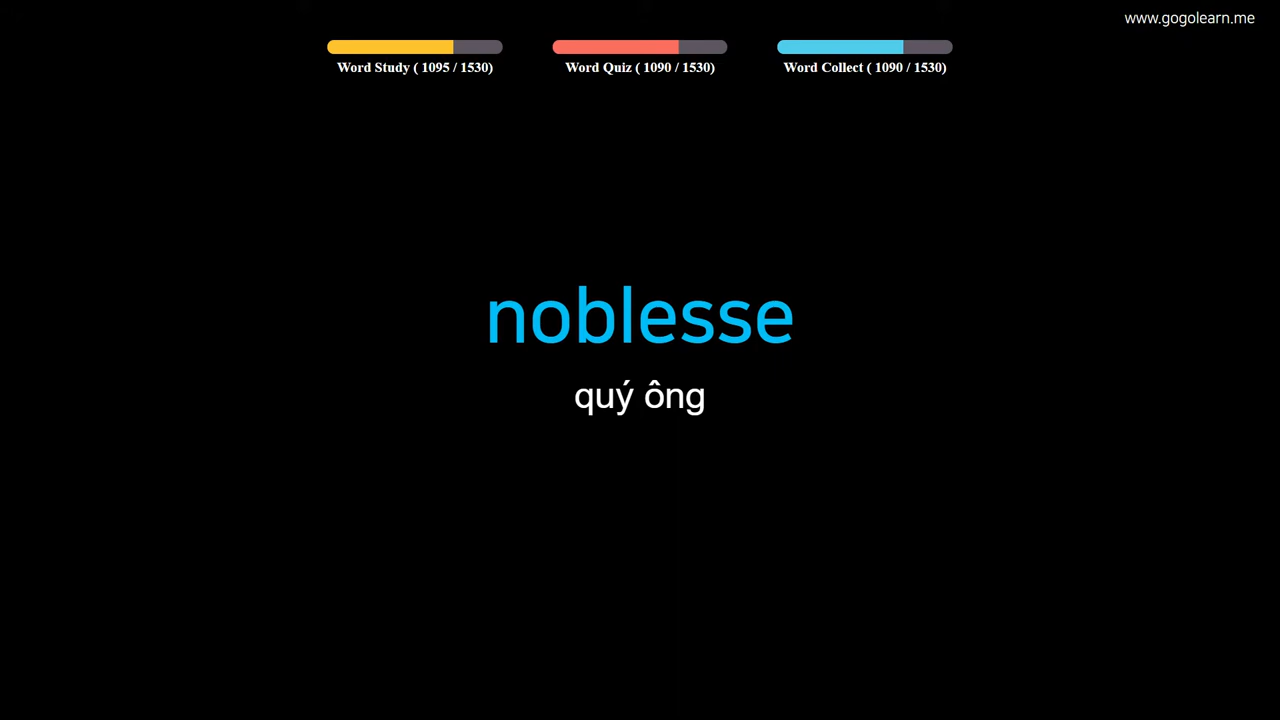 www.gogolearn.me
Word Study ( 1095 / 1530)
Word Quiz ( 1090 / 1530)
Word Collect ( 1090 / 1530)
noblesse
quý ông